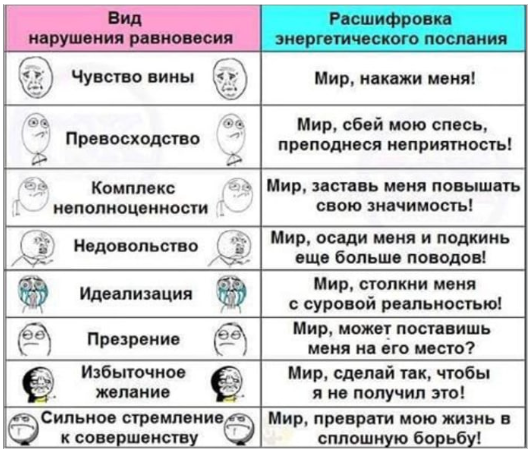 Вид
нарушения равновесия
Расшифровка
энергетического послания
Чувство вины
Мир, накажи меня!
Превосходство
Мир, сбей мою спесь,
преподнеси неприятность!
Комплекс
неполноценности
Мир, заставь меня повышать
свою значимость!
Недовольство
Мир, осади меня и подкинь
еще больше поводов!
Идеализация
Мир, столкни меня
с суровой реальностью!
Презрение
Мир, может поставишь
меня на его место?
Избыточное
желание
Мир, сделай так, чтобы
я не получил это!
Сильное стремление
к совершенству
Мир, преврати мою жизнь в
сплошную борьбу!